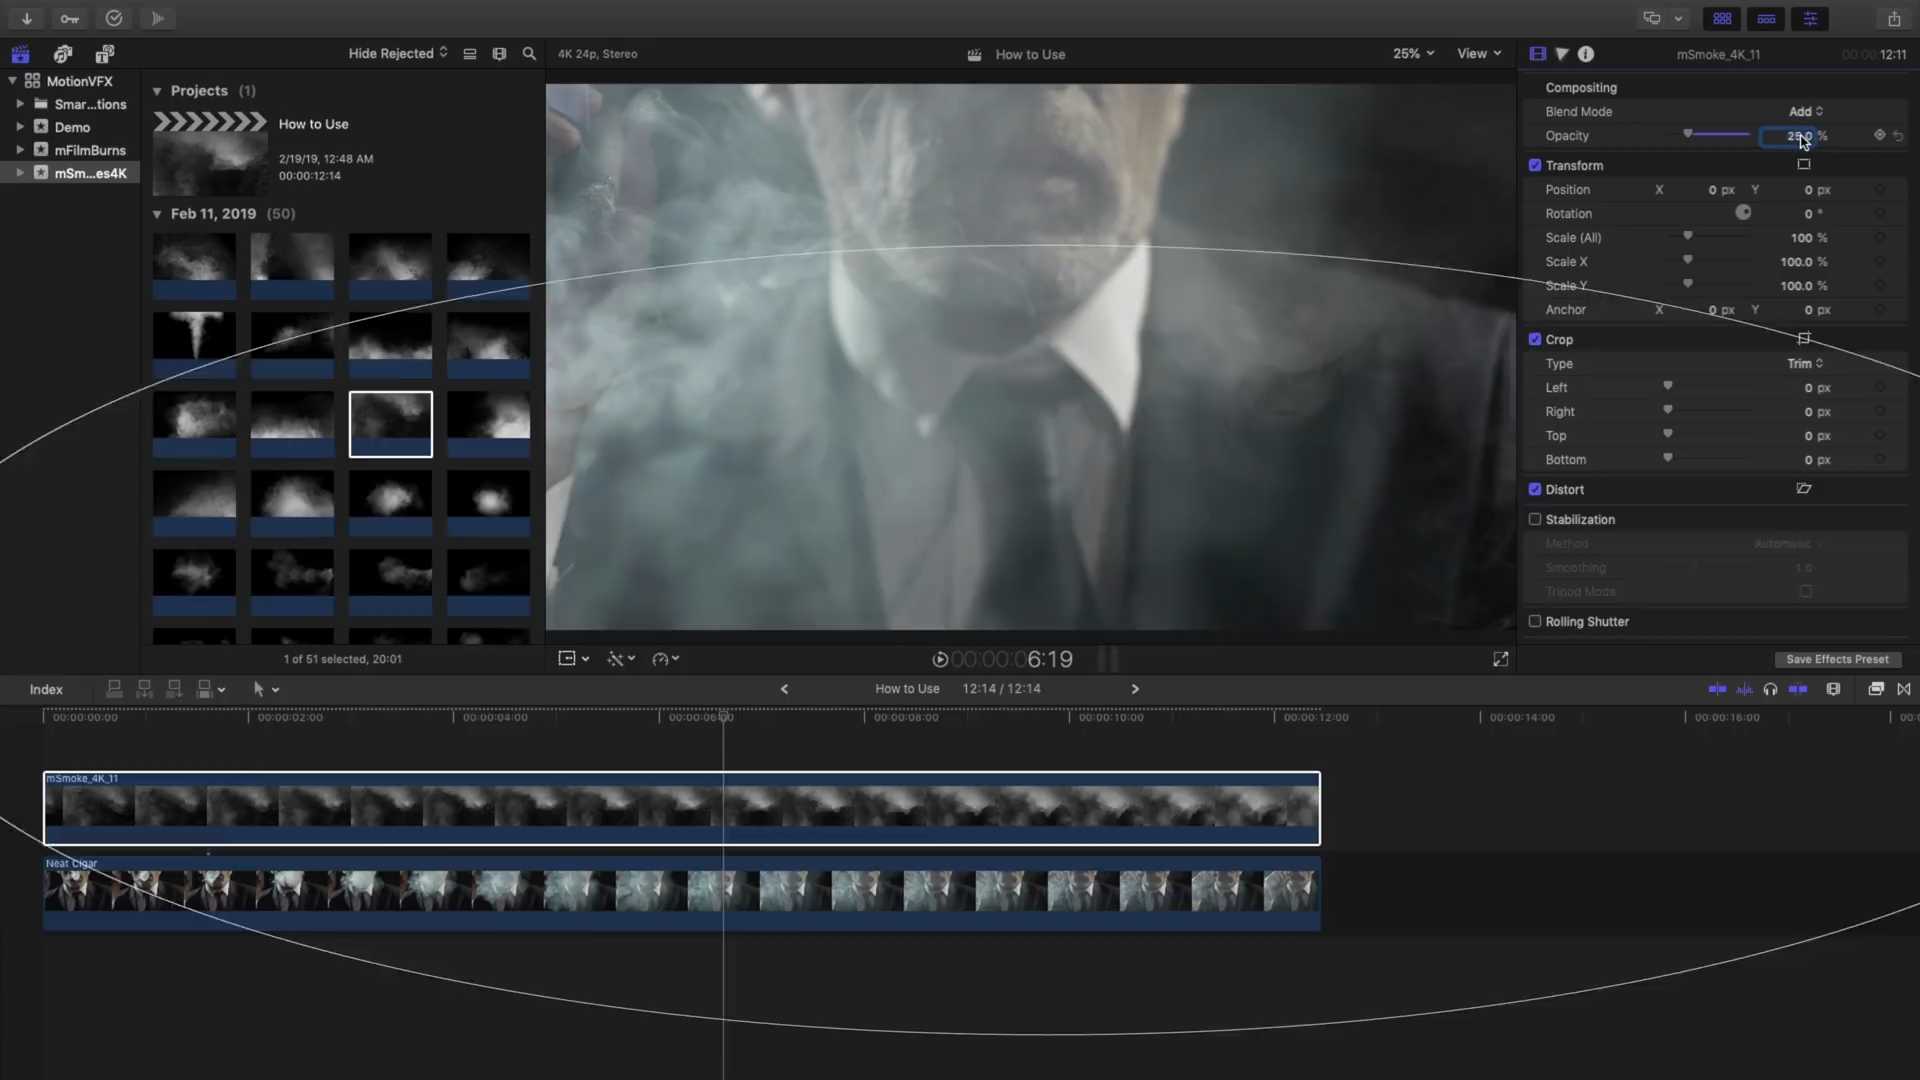 Hide Rejected
4K 24p, Stereo
How to Use
25%
View
mSmoke_4K_11
00:00:12:11
MotionVFX
Smar...tions
Demo
mFilmBurns
mSm...es4K
Projects (1)
How to Use
2/19/19, 12:48 AM
00:00:12:14
Feb 11, 2019 (50)
1 of 51 selected, 20:01
00:00:06:19
Compositing
Blend Mode Add
Opacity %
Transform
Position X 0 px Y 0 px
Rotation 0 °
Scale (All) 100 %
Scale X 100.0 %
Scale Y 100.0 %
Anchor X 0 px Y 0 px
Crop
Type Trim
Left 0 px
Right 0 px
Top 0 px
Bottom 0 px
Distort
Stabilization
Method Automatic
Smoothing 1.0
Tripod Mode
Rolling Shutter
Save Effects Preset
Index
How to Use 12:14 / 12:14
00:00:00:00 00:00:02:00 00:00:04:00 00:00:06:00 00:00:08:00 00:00:10:00 00:00:12:00 00:00:14:00 00:00:16:00
mSmoke_4K_11
Neat Cigar